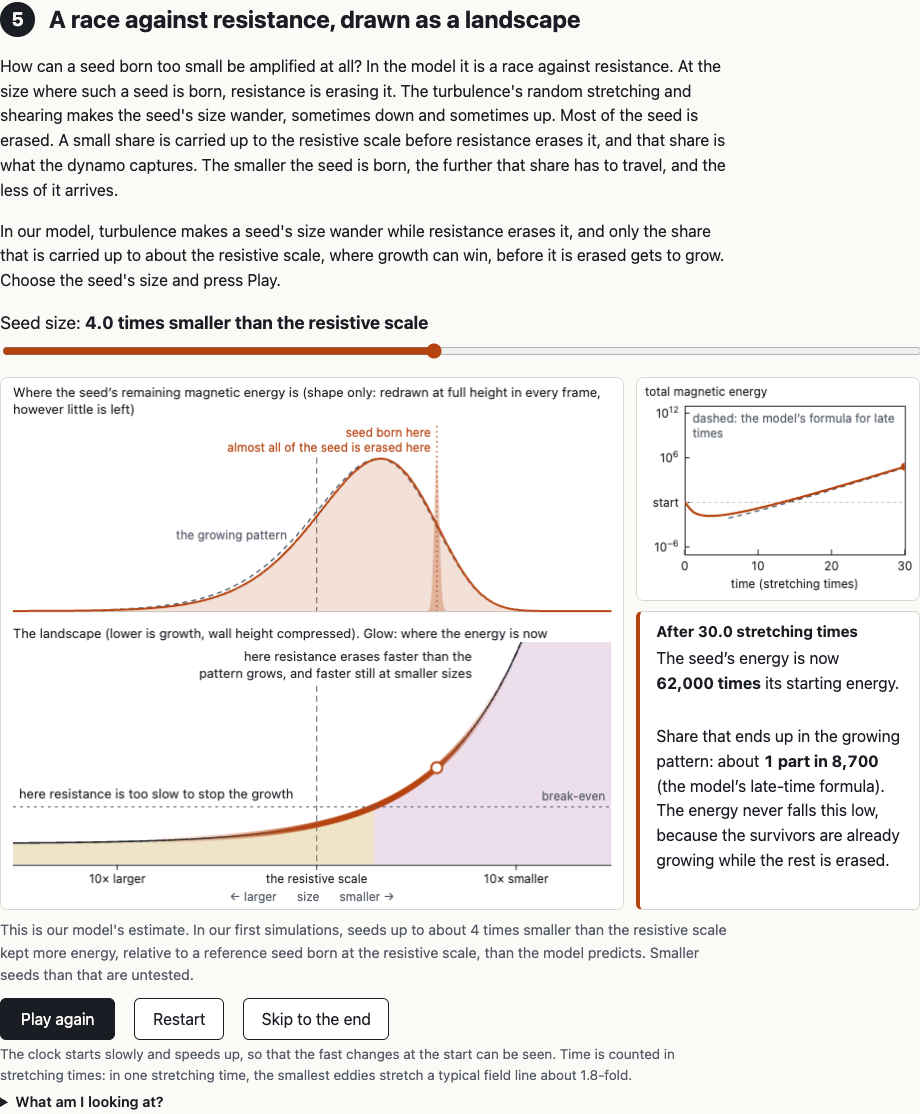 5 A race against resistance, drawn as a landscape
How can a seed born too small be amplified at all? In the model it is a race against resistance. At the
size where such a seed is born, resistance is erasing it. The turbulence's random stretching and
shearing makes the seed's size wander, sometimes down and sometimes up. Most of the seed is
erased. A small share is carried up to the resistive scale before resistance erases it, and that share is
what the dynamo captures. The smaller the seed is born, the further that share has to travel, and the
less of it arrives.
In our model, turbulence makes a seed's size wander while resistance erases it, and only the share
that is carried up to about the resistive scale, where growth can win, before it is erased gets to grow.
Choose the seed's size and press Play.
Seed size: 4.0 times smaller than the resistive scale
Where the seed's remaining magnetic energy is (shape only: redrawn at full height in every frame,
however little is left)
seed born here
almost all of the seed is erased here
the growing pattern
The landscape (lower is growth, wall height compressed). Glow: where the energy is now
here resistance erases faster than the
pattern grows, and faster still at smaller sizes
here resistance is too slow to stop the growth
break-even
10× larger
the resistive scale
10× smaller
← larger size smaller →
total magnetic energy
10¹²
dashed: the model's formula for late
times
10⁶
start
10⁻⁶
0 10 20 30
time (stretching times)
After 30.0 stretching times
The seed's energy is now
62,000 times its starting energy.
Share that ends up in the growing
pattern: about 1 part in 8,700
(the model's late-time formula).
The energy never falls this low,
because the survivors are already
growing while the rest is erased.
This is our model's estimate. In our first simulations, seeds up to about 4 times smaller than the resistive scale
kept more energy, relative to a reference seed born at the resistive scale, than the model predicts. Smaller
seeds than that are untested.
Play again
Restart
Skip to the end
The clock starts slowly and speeds up, so that the fast changes at the start can be seen. Time is counted in
stretching times: in one stretching time, the smallest eddies stretch a typical field line about 1.8-fold.
▶ What am I looking at?